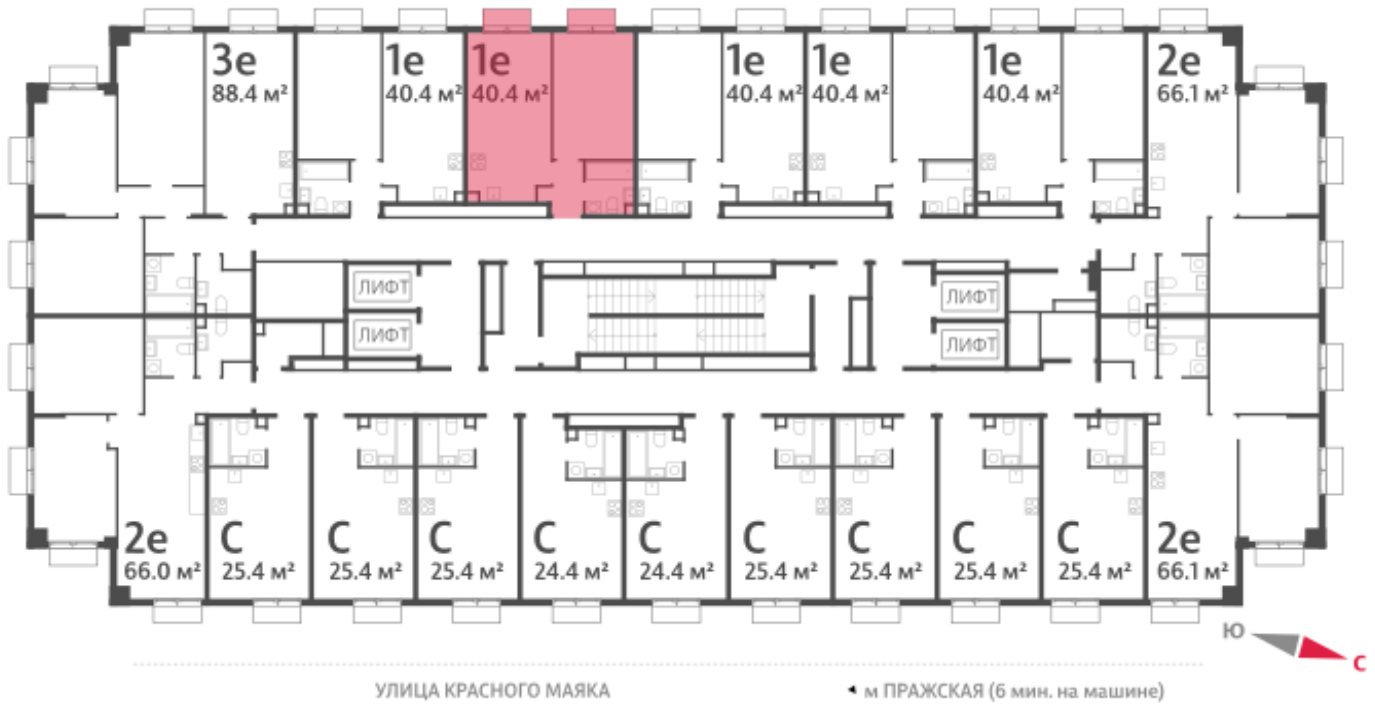 3е
88.4 м²
1е
40.4 м²
1е
40.4 м²
1е
40.4 м²
1е
40.4 м²
1е
40.4 м²
2е
66.1 м²
ЛИФТ
ЛИФТ
ЛИФТ
ЛИФТ
2е
66.0 м²
С
25.4 м²
С
25.4 м²
С
25.4 м²
С
24.4 м²
С
24.4 м²
С
25.4 м²
С
25.4 м²
С
25.4 м²
С
25.4 м²
2е
66.1 м²
Ю
С
УЛИЦА КРАСНОГО МАЯКА
м ПРАЖСКАЯ (6 мин. на машине)